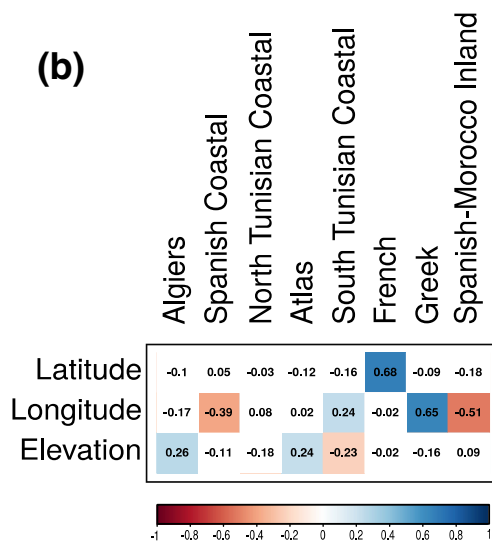 (b)
Algiers
Spanish Coastal
North Tunisian Coastal
Atlas
South Tunisian Coastal
French
Greek
Spanish-Morocco Inland
Latitude -0.1 0.05 -0.03 -0.12 -0.16 0.68 -0.09 -0.18
Longitude -0.17 -0.39 0.08 0.02 0.24 -0.02 0.65 -0.51
Elevation 0.26 -0.11 -0.18 0.24 -0.23 -0.02 -0.16 0.09
-1 -0.8 -0.6 -0.4 -0.2 0 0.2 0.4 0.6 0.8 1